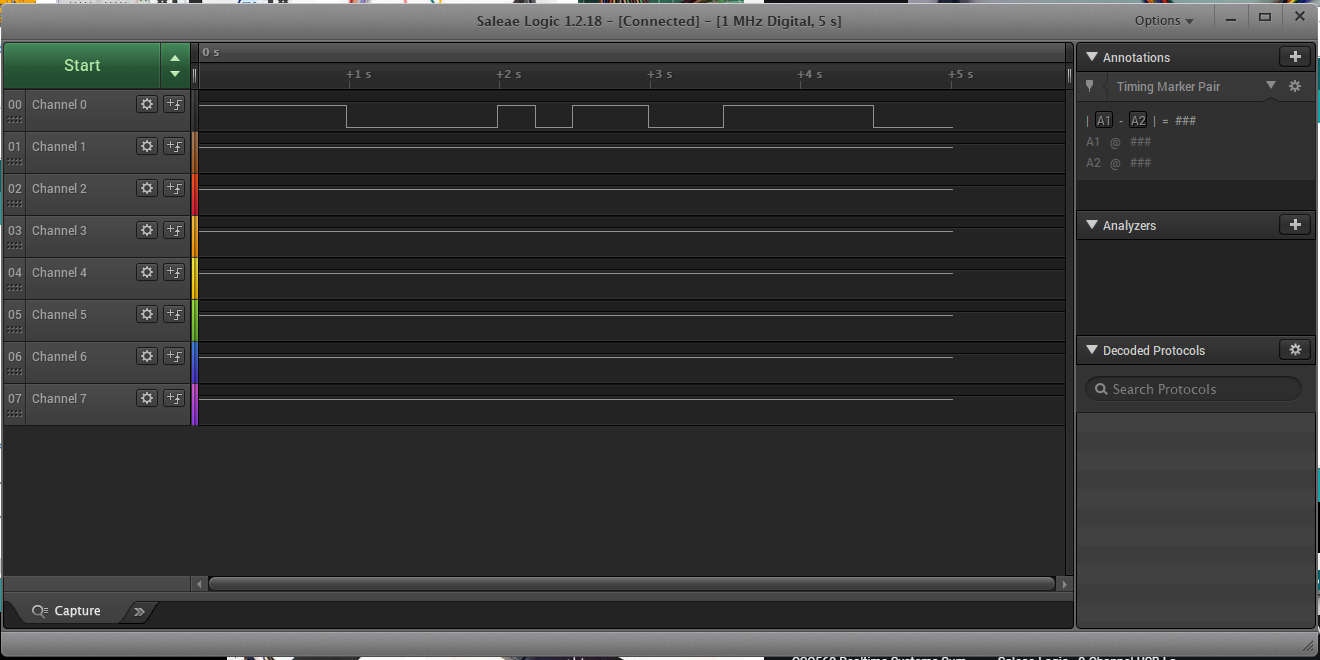 Saleae Logic 1.2.18 - [Connected] - [1 MHz Digital, 5 s]
Options
Start
0 s
+1 s +2 s +3 s +4 s +5 s
00 Channel 0
01 Channel 1
02 Channel 2
03 Channel 3
04 Channel 4
05 Channel 5
06 Channel 6
07 Channel 7
Annotations
Timing Marker Pair
| A1 - A2 | = ###
A1 @ ###
A2 @ ###
Analyzers
Decoded Protocols
Search Protocols
Capture